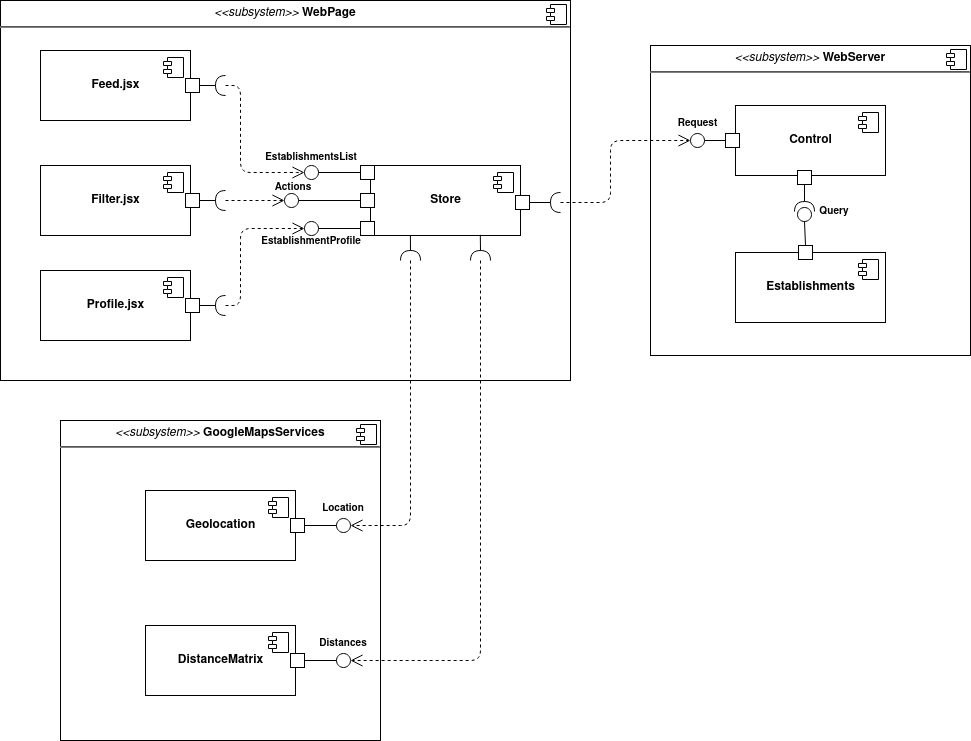 <<subsystem>> WebPage
Feed.jsx
Filter.jsx
Profile.jsx
EstablishmentsList
Actions
EstablishmentProfile
Store
<<subsystem>> WebServer
Request
Control
Query
Establishments
<<subsystem>> GoogleMapsServices
Geolocation
Location
DistanceMatrix
Distances